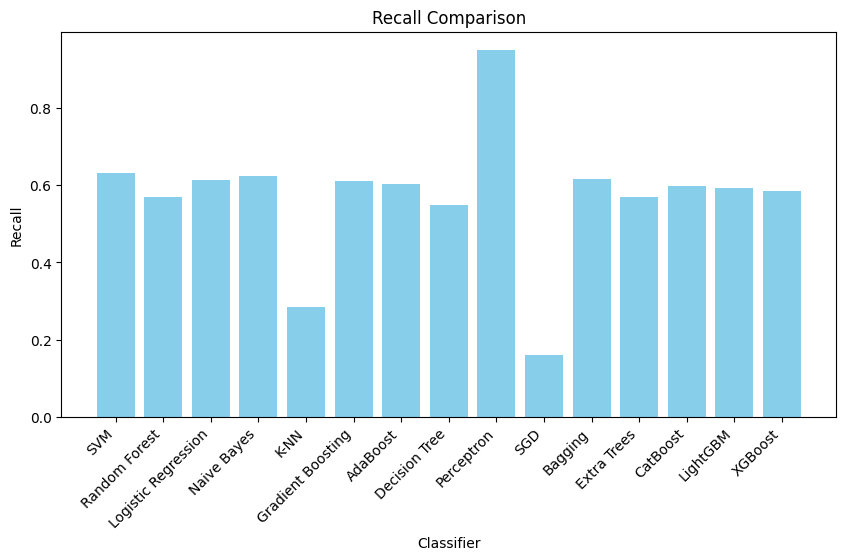 Recall Comparison
Recall
0.8
0.6
0.4
0.2
0.0
SVM
Random Forest
Logistic Regression
Naive Bayes
K-NN
Gradient Boosting
AdaBoost
Decision Tree
Perceptron
SGD
Bagging
Extra Trees
CatBoost
LightGBM
XGBoost
Classifier